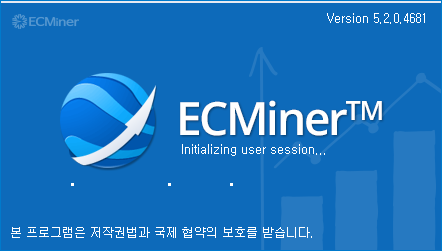 ECMiner
Version 5.2.0.4681
ECMiner™
Initializing user session...
본 프로그램은 저작권법과 국제 협약의 보호를 받습니다.